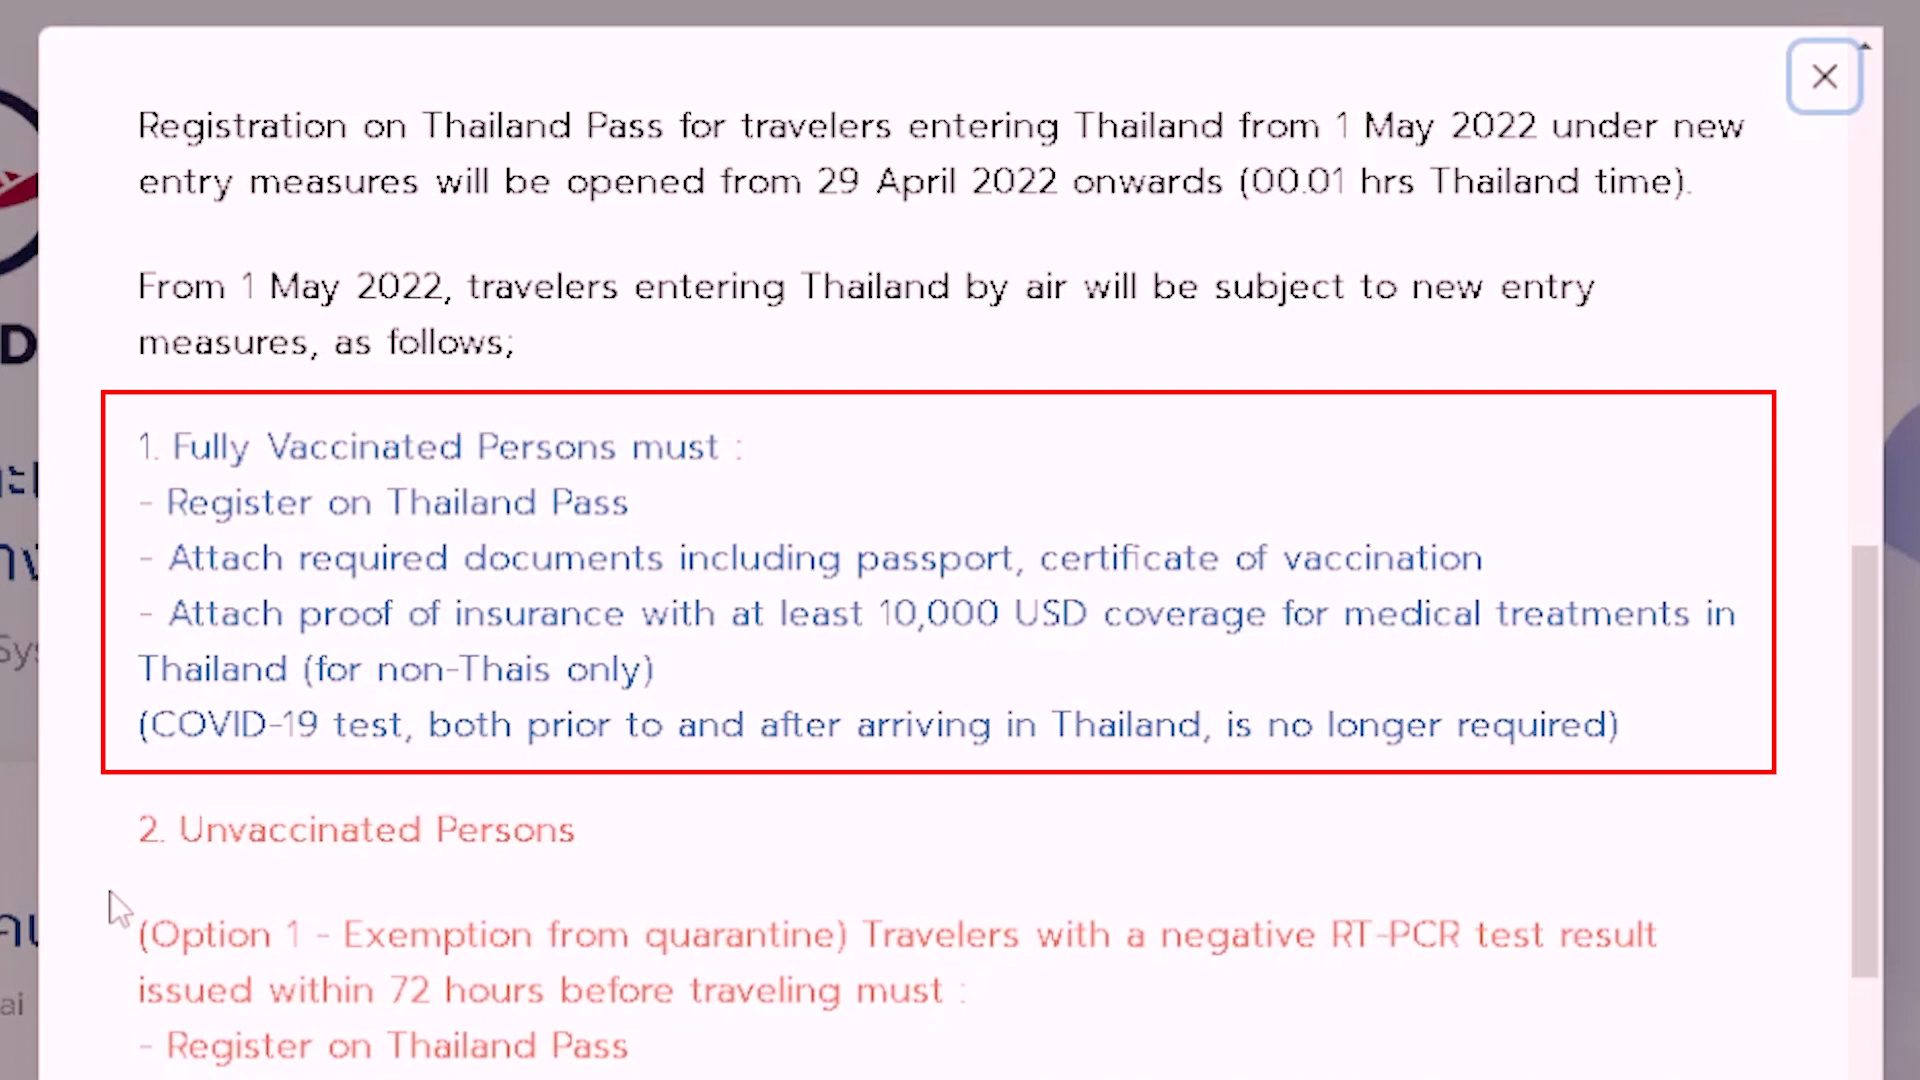 Registration on Thailand Pass for travelers entering Thailand from 1 May 2022 under new
entry measures will be opened from 29 April 2022 onwards (00.01 hrs Thailand time).
From 1 May 2022, travelers entering Thailand by air will be subject to new entry
measures, as follows;
1. Fully Vaccinated Persons must :
- Register on Thailand Pass
- Attach required documents including passport, certificate of vaccination
- Attach proof of insurance with at least 10,000 USD coverage for medical treatments in
Thailand (for non-Thais only)
(COVID-19 test, both prior to and after arriving in Thailand, is no longer required)
2. Unvaccinated Persons
(Option 1 - Exemption from quarantine) Travelers with a negative RT-PCR test result
issued within 72 hours before traveling must :
- Register on Thailand Pass